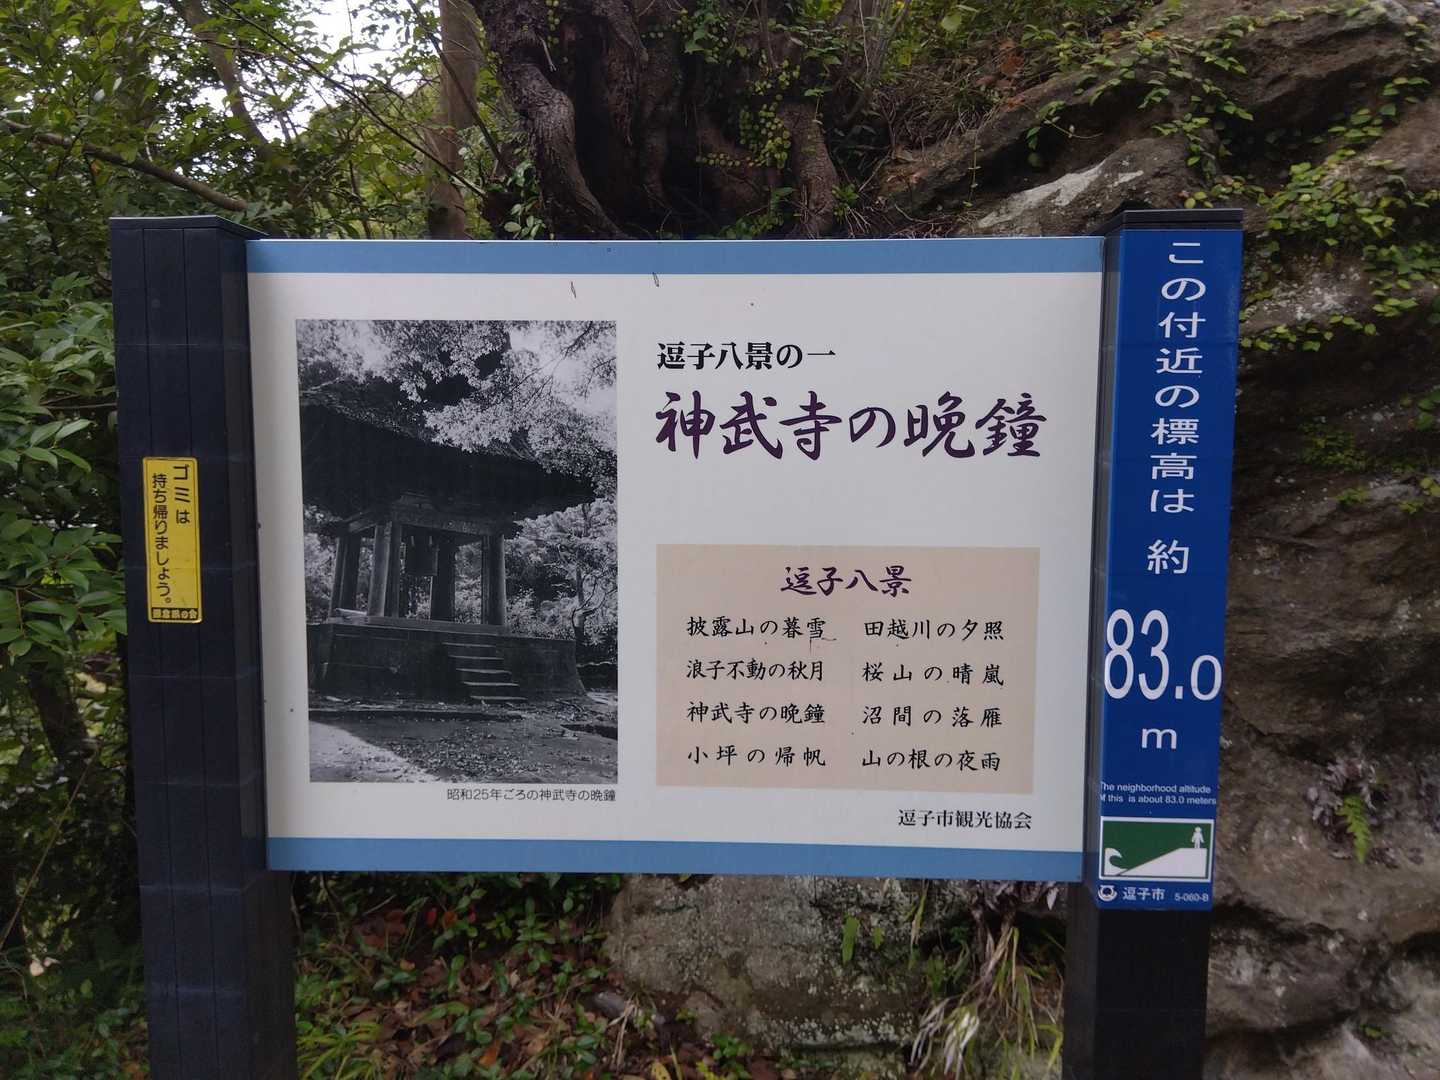 逗子八景の一
神武寺の晩鐘
逗子八景
披露山の暮雪
浪子不動の秋月
神武寺の晩鐘
小坪の帰帆
田越川の夕照
桜山の晴嵐
沼間の落雁
山の根の夜雨
逗子市観光協会
昭和25年ごろの神武寺の晩鐘
ゴミは
持ち帰りましょう。
この付近の標高は 約
83.0
m
The neighborhood altitude
of this is about 83.0 meters
逗子市 5-060-B